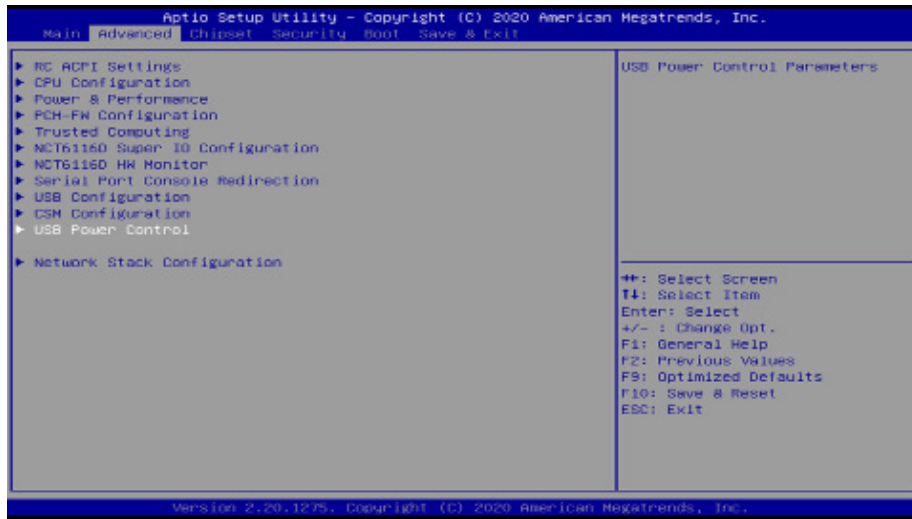 Aptio Setup Utility – Copyright (C) 2020 American Megatrends, Inc.
Main Advanced Chipset Security Boot Save & Exit
► RC ACPI Settings
► CPU Configuration
► Power & Performance
► PCH-FW Configuration
► Trusted Computing
► NCT6116D Super IO Configuration
► NCT6116D HW Monitor
► Serial Port Console Redirection
► USB Configuration
► CSM Configuration
► USB Power Control
► Network Stack Configuration
USB Power Control Parameters
→←: Select Screen
↑↓: Select Item
Enter: Select
+/- : Change Opt.
F1: General Help
F2: Previous Values
F9: Optimized Defaults
F10: Save & Reset
ESC: Exit
Version 2.20.1275. Copyright (C) 2020 American Megatrends, Inc.